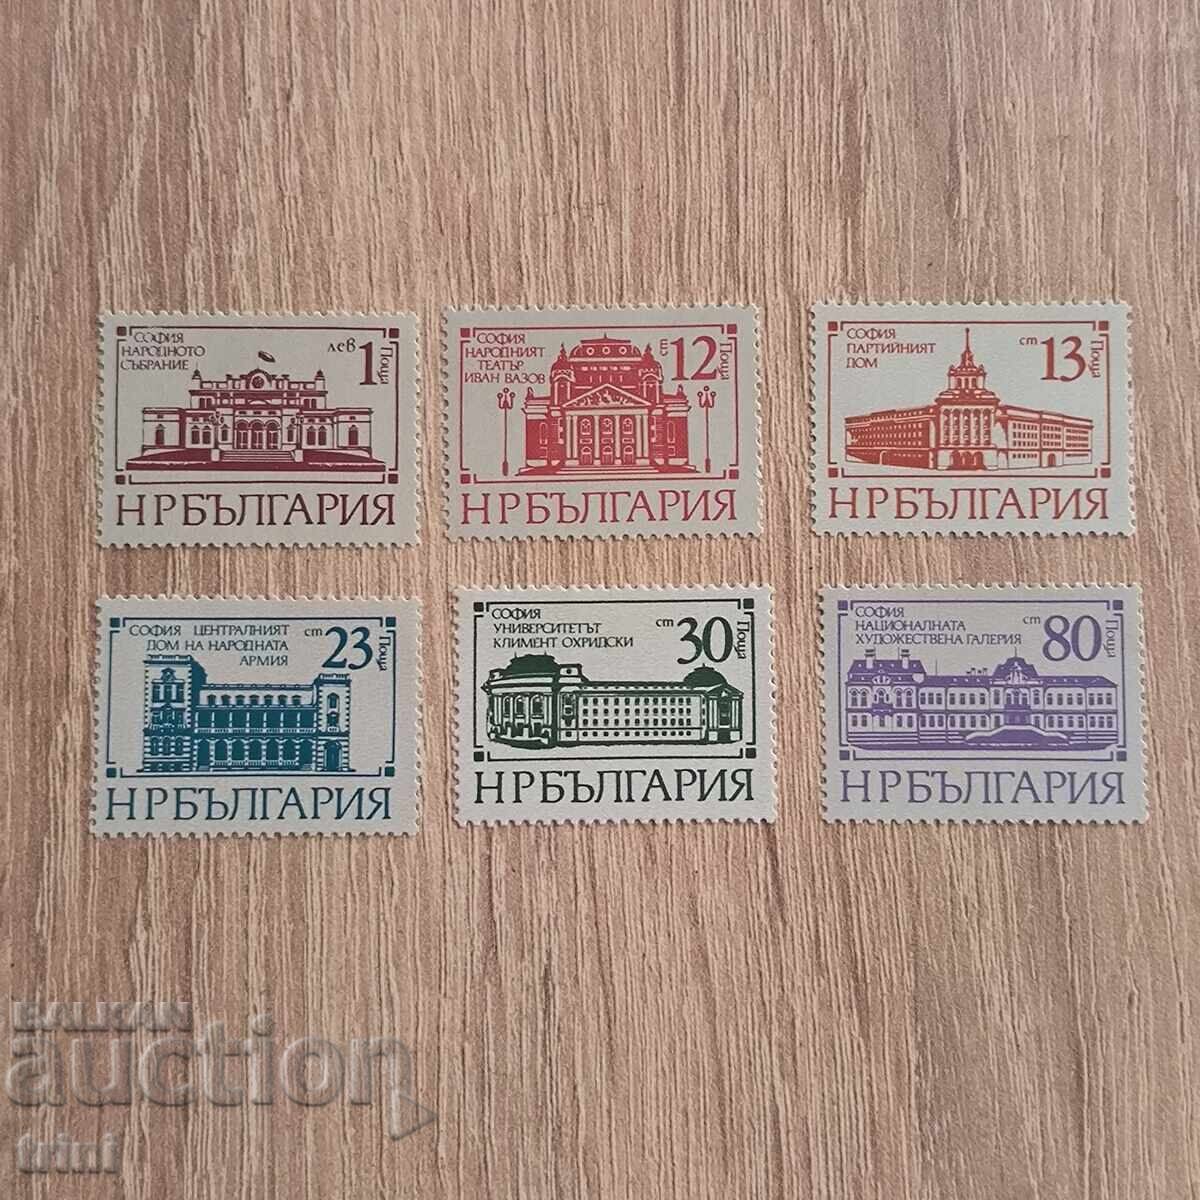 СОФИЯ
НАРОДНОТО
СЪБРАНИЕ
лев 1
Поща
НРБЪЛГАРИЯ
СОФИЯ
НАРОДНИЯТ
ТЕАТЪР
ИВАН ВАЗОВ
ст 12
Поща
НРБЪЛГАРИЯ
СОФИЯ
ПАРТИЙНИЯТ
ДОМ
ст 13
Поща
НРБЪЛГАРИЯ
СОФИЯ ЦЕНТРАЛНИЯТ
ДОМ НА НАРОДНАТА
АРМИЯ
ст 23
Поща
НРБЪЛГАРИЯ
СОФИЯ
УНИВЕРСИТЕТЪТ
КЛИМЕНТ ОХРИДСКИ
ст 30
Поща
НРБЪЛГАРИЯ
СОФИЯ
НАЦИОНАЛНАТА
ХУДОЖЕСТВЕНА ГАЛЕРИЯ
ст 80
Поща
НРБЪЛГАРИЯ
BALKAN
auction
trini